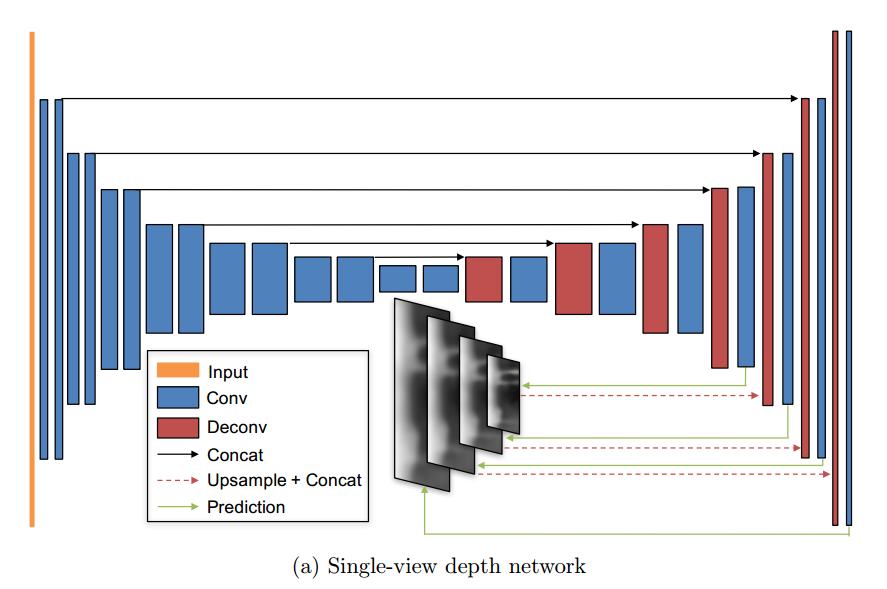 Input
Conv
Deconv
Concat
Upsample + Concat
Prediction
(a) Single-view depth network